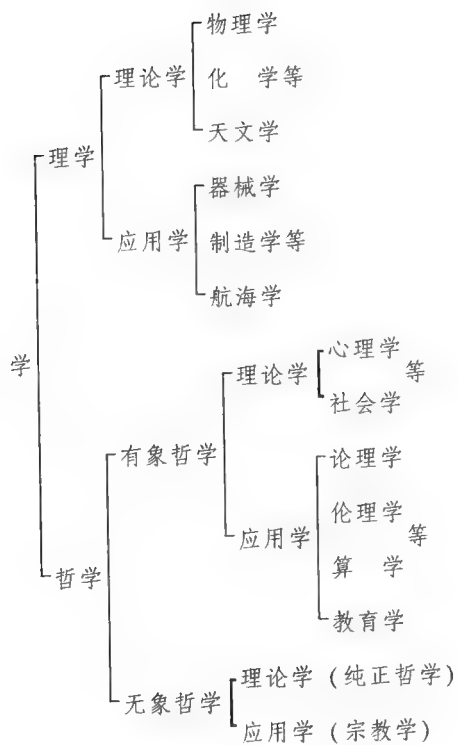 物理学
理论学
化 学等
天文学
理学
器械学
应用学
制造学等
航海学
学
心理学
理论学
等
社会学
有象哲学
论理学
伦理学
应用学
等
算 学
哲学
教育学
理论学（纯正哲学）
无象哲学
应用学（宗教学）